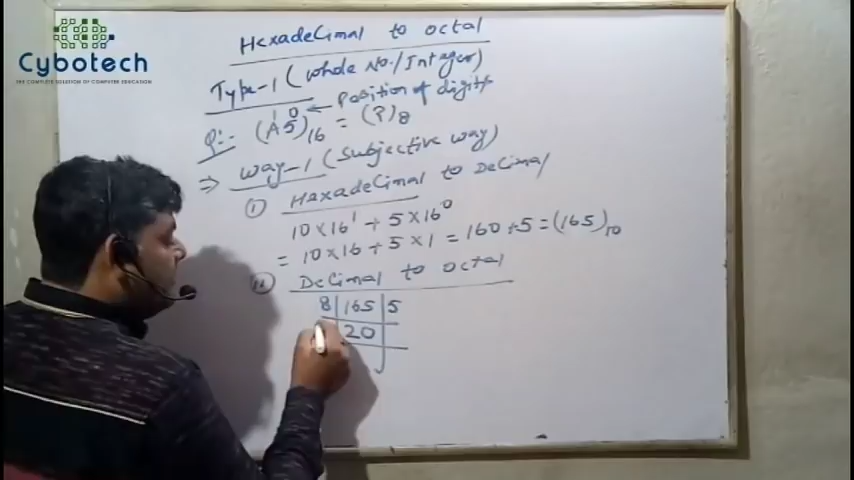 Cybotech
THE COMPLETE SOLUTION OF COMPUTER EDUCATION
Hexadecimal to octal
Type-1 (Whole No./Integer)
1 0 ← Position of digits
Q:- (A5)₁₆ = (?)₈
⇒ Way-1 (Subjective way)
(i) Hexadecimal to Decimal
10×16¹ + 5×16⁰
= 10×16 + 5×1 = 160+5 = (165)₁₀
(ii) Decimal to octal
8 | 165 | 5
20